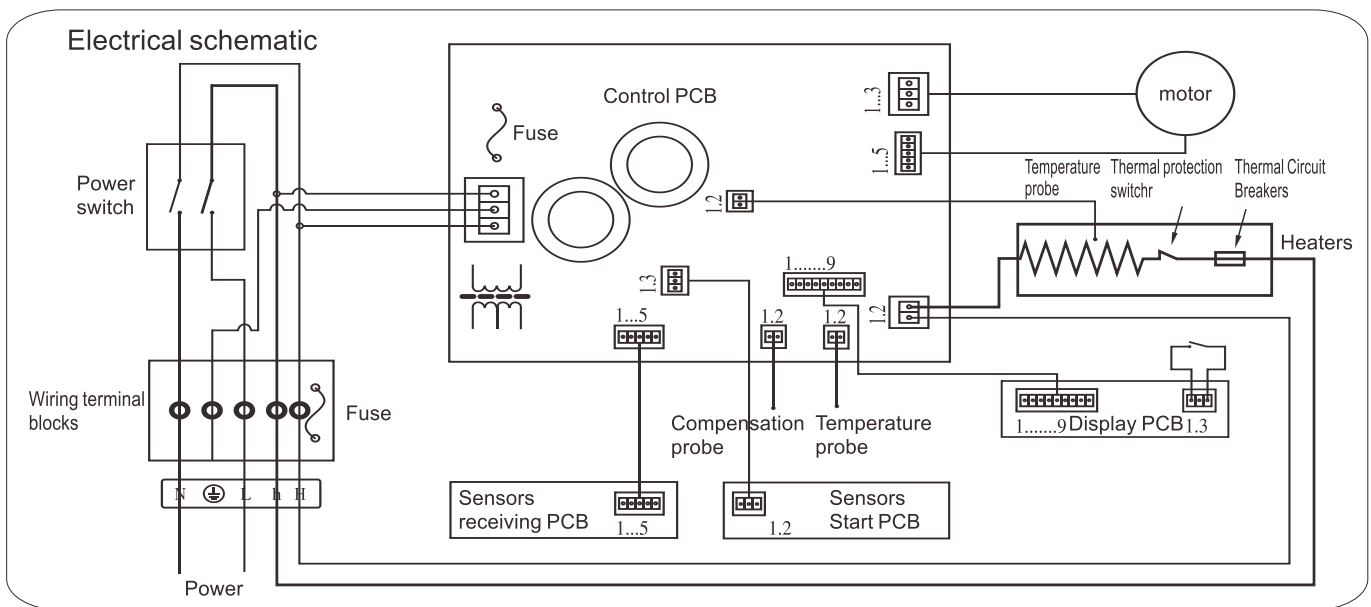 Electrical schematic
Control PCB
Fuse
Power
switch
1...3
motor
1...5
Temperature
probe
Thermal protection
switchr
Thermal Circuit
Breakers
1.2
Heaters
1.......9
1.3
1.2
1...5
1.2
1.2
Wiring terminal
blocks
Fuse
Compensation
probe
Temperature
probe
1.......9
Display PCB
1.3
N
L
h
H
Sensors
receiving PCB
1...5
1.2
Sensors
Start PCB
Power